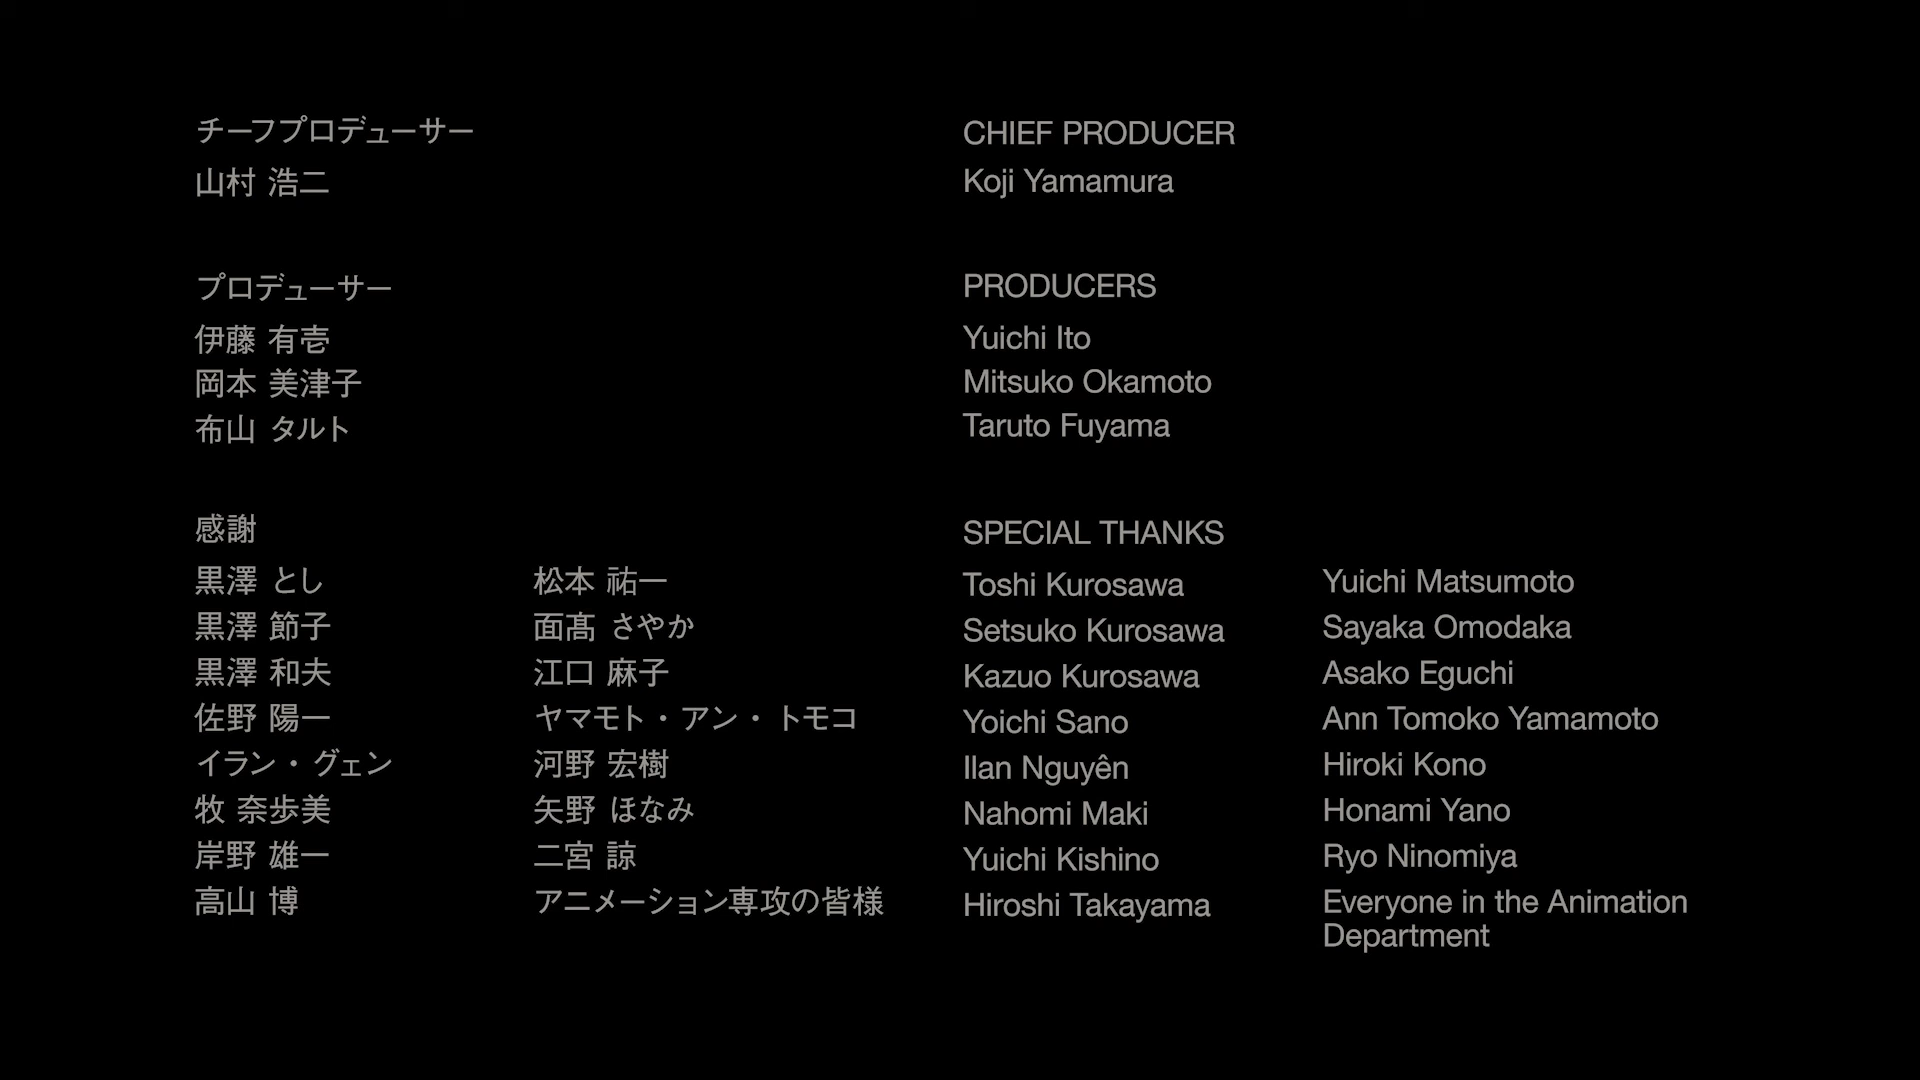 チーフプロデューサー
山村 浩二
プロデューサー
伊藤 有壱
岡本 美津子
布山 タルト
感謝
黒澤 とし
黒澤 節子
黒澤 和夫
佐野 陽一
イラン・グェン
牧 奈歩美
岸野 雄一
高山 博
松本 祐一
面髙 さやか
江口 麻子
ヤマモト・アン・トモコ
河野 宏樹
矢野 ほなみ
二宮 諒
アニメーション専攻の皆様
CHIEF PRODUCER
Koji Yamamura
PRODUCERS
Yuichi Ito
Mitsuko Okamoto
Taruto Fuyama
SPECIAL THANKS
Toshi Kurosawa
Setsuko Kurosawa
Kazuo Kurosawa
Yoichi Sano
Ilan Nguyên
Nahomi Maki
Yuichi Kishino
Hiroshi Takayama
Yuichi Matsumoto
Sayaka Omodaka
Asako Eguchi
Ann Tomoko Yamamoto
Hiroki Kono
Honami Yano
Ryo Ninomiya
Everyone in the Animation
Department